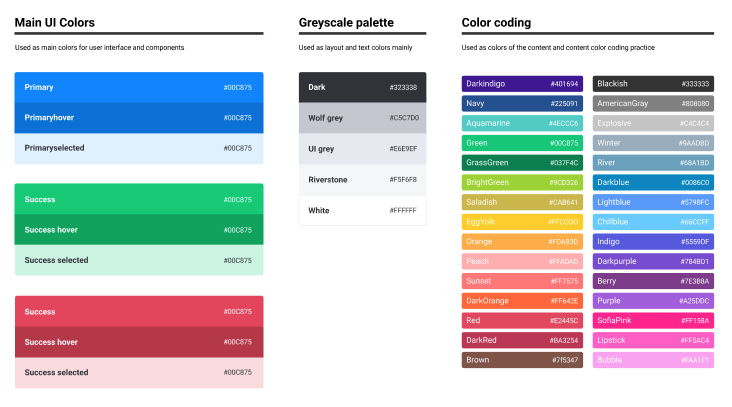 Main UI Colors
Used as main colors for user interface and components
Primary #00C875
Primaryhover #00C875
Primaryselected #00C875
Success #00C875
Success hover #00C875
Success selected #00C875
Success #00C875
Success hover #00C875
Success selected #00C875
Greyscale palette
Used as layout and text colors mainly
Dark #323338
Wolf grey #C5C7D0
UI grey #E6E9EF
Riverstone #F5F6F8
White #FFFFFF
Color coding
Used as colors of the content and content color coding practice
Darkindigo #401694
Navy #225091
Aquamarine #4ECCC6
Green #00C875
GrassGreen #037F4C
BrightGreen #9CD326
Saladish #CAB641
EggYolk #FFCC00
Orange #FDAB3D
Peach #FFADAD
Sunset #FF7575
DarkOrange #FF642E
Red #E2445C
DarkRed #BA3254
Brown #7f5347
Blackish #333333
AmericanGray #808080
Explosive #C4C4C4
Winter #9AADBD
River #68A1BD
Darkblue #0086C0
Lightblue #579BFC
Chillblue #66CCFF
Indigo #5559DF
Darkpurple #784BD1
Berry #7E3B8A
Purple #A25DDC
SofiaPink #FF158A
Lipstick #FF5AC4
Bubble #FAA1F1